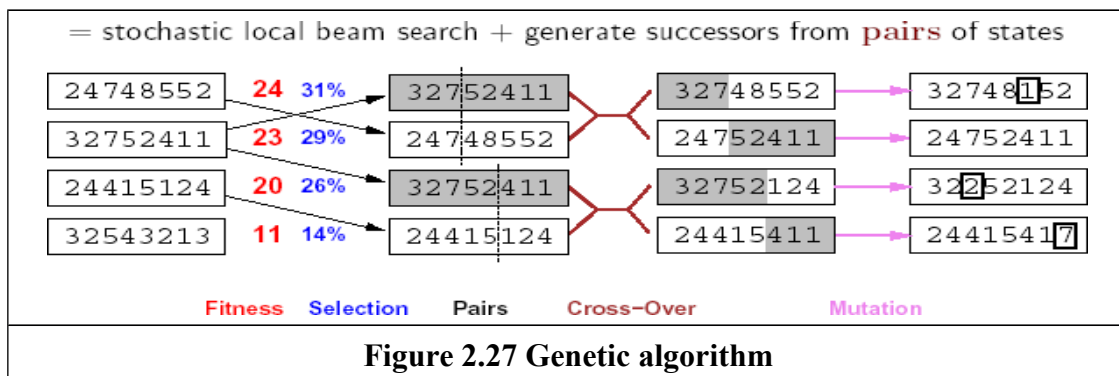 = stochastic local beam search + generate successors from pairs of states
24748552 24 31% 32752411 32748552 32748152
32752411 23 29% 24748552 24752411 24752411
24415124 20 26% 32752411 32752124 32252124
32543213 11 14% 24415124 24415411 24415417
Fitness Selection Pairs Cross-Over Mutation
Figure 2.27 Genetic algorithm